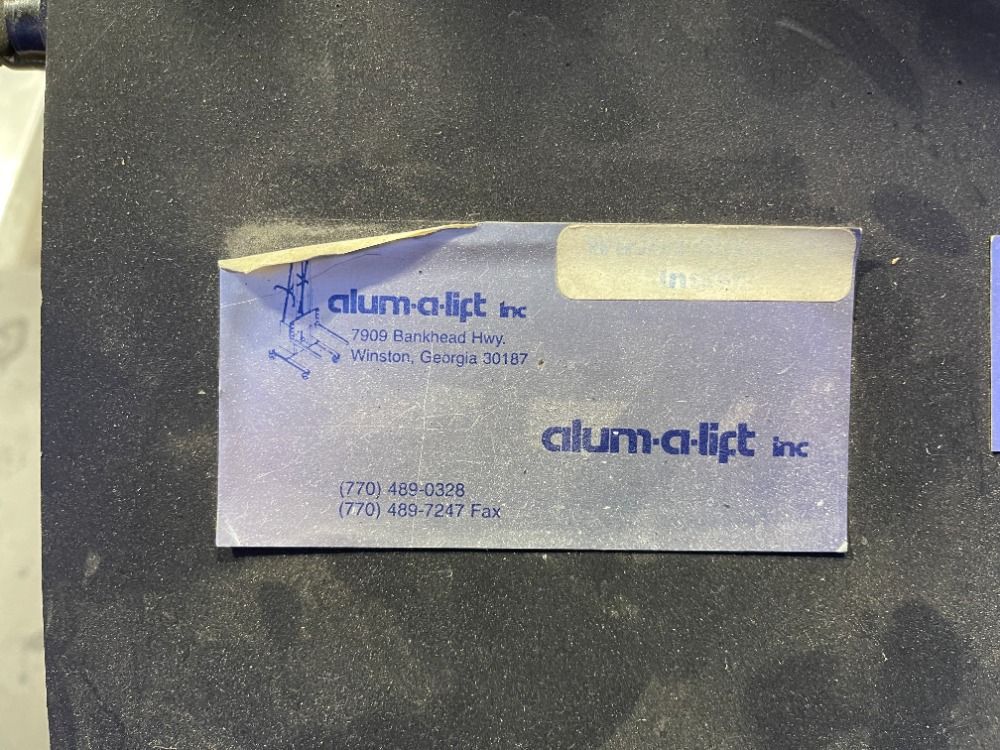 alum-a-lift inc
7909 Bankhead Hwy.
Winston, Georgia 30187
alum-a-lift inc
(770) 489-0328
(770) 489-7247 Fax